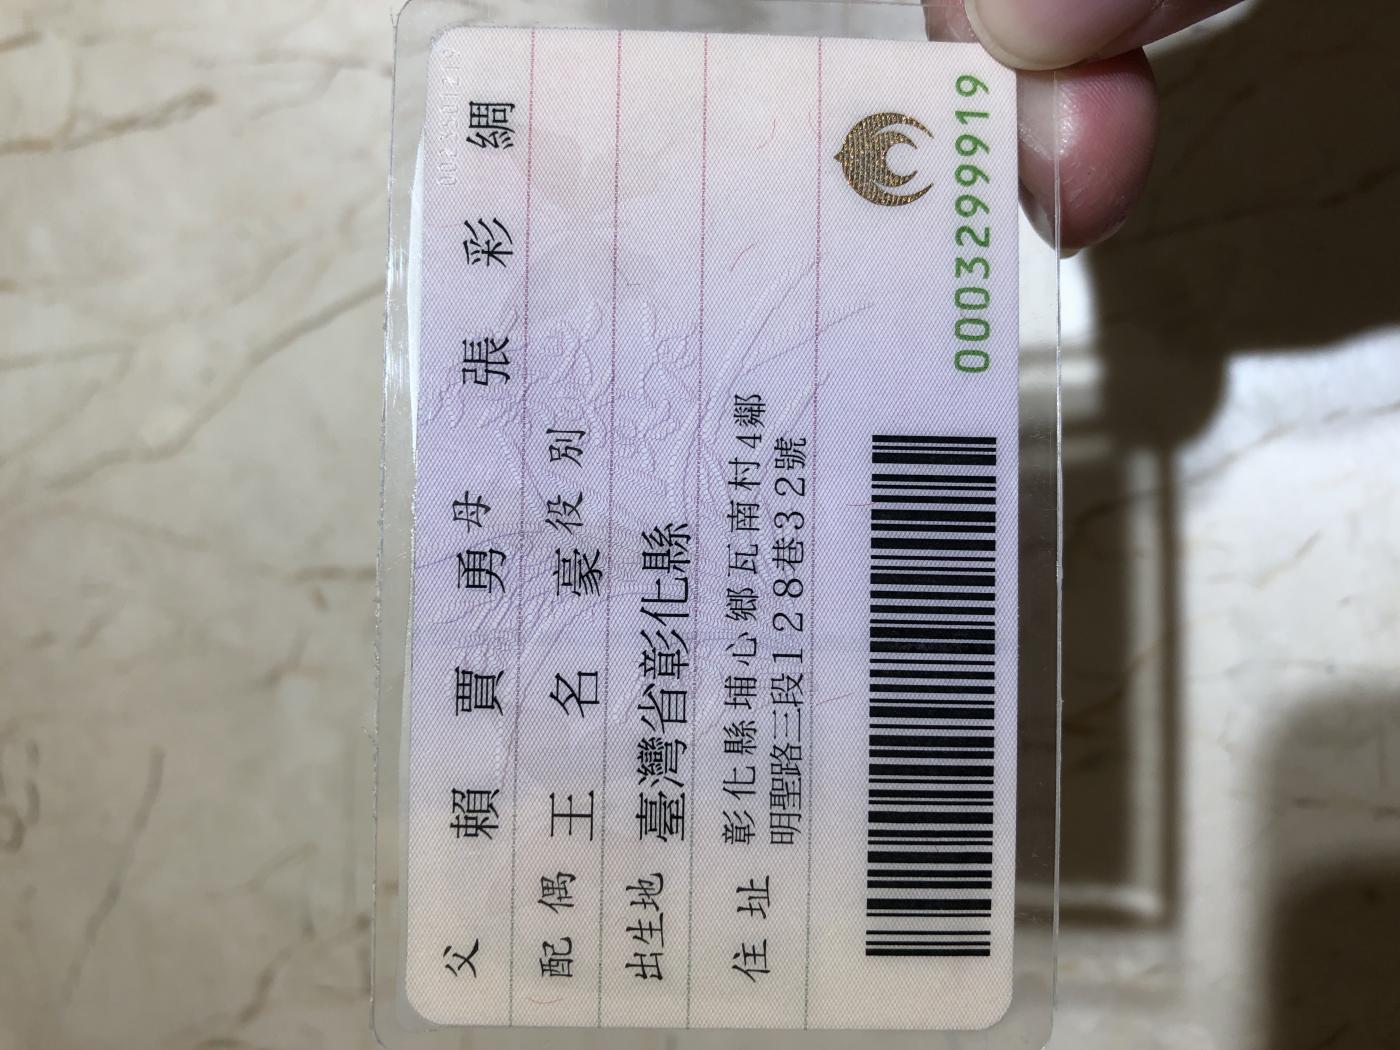 父 賴賈勇 母 張彩綢
配偶 王名豪 役別
出生地 臺灣省彰化縣
住址 彰化縣埔心鄉瓦南村4鄰
明聖路三段128巷32號
0003299919